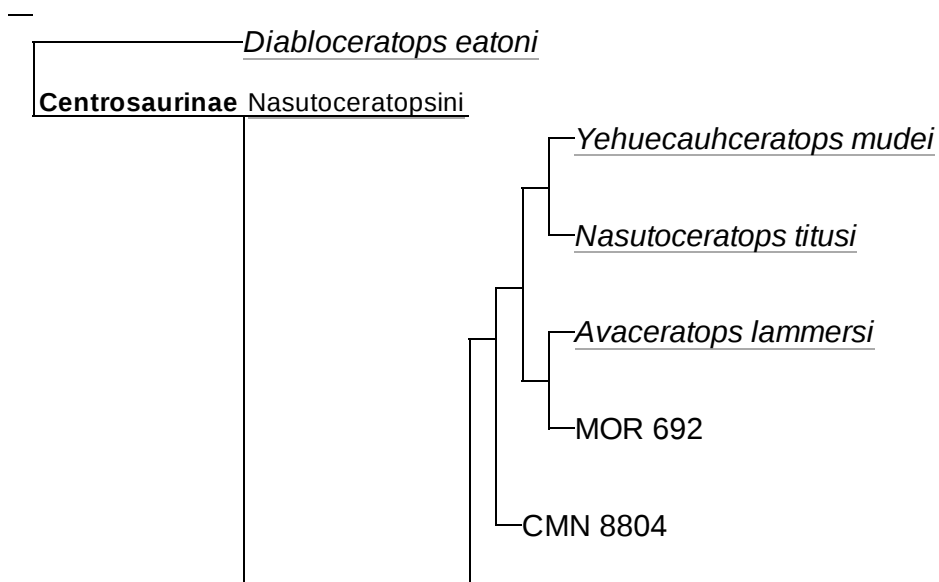 Diabloceratops eatoni
Centrosaurinae Nasutoceratopsini
Yehuecauhceratops mudei
Nasutoceratops titusi
Avaceratops lammersi
MOR 692
CMN 8804